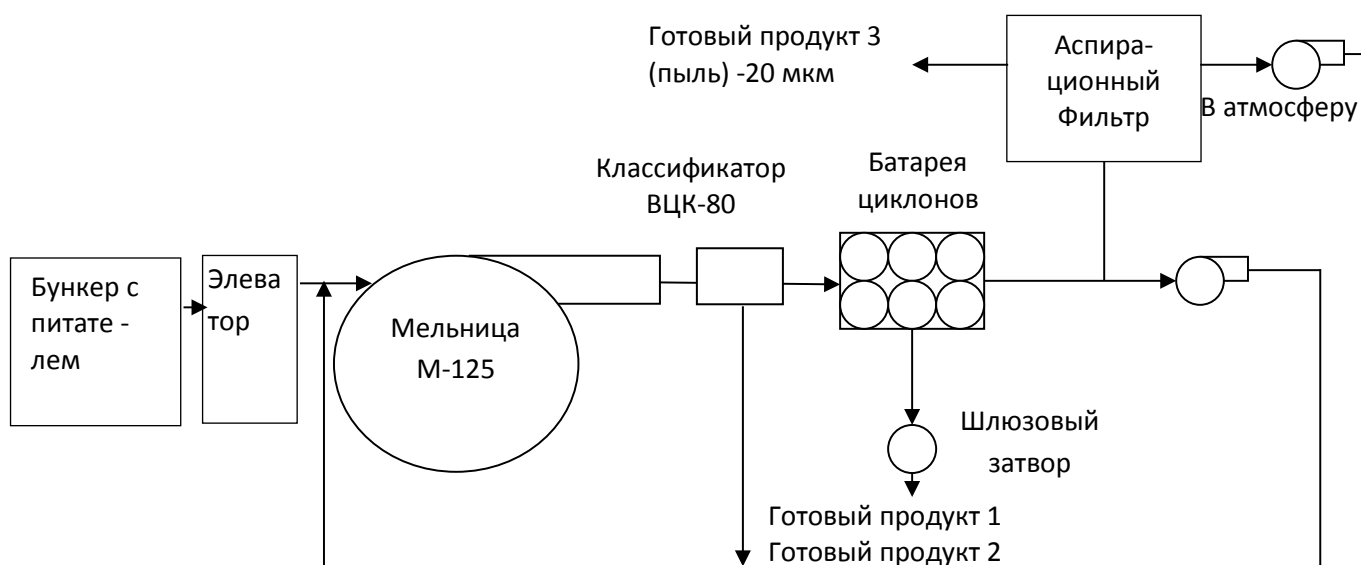 Готовый продукт 3
(пыль) -20 мкм
Аспира-
ционный
Фильтр
В атмосферу
Классификатор
ВЦК-80
Батарея
циклонов
Бункер с
питате -
лем
Элева
тор
Мельница
М-125
Шлюзовый
затвор
Готовый продукт 1
Готовый продукт 2